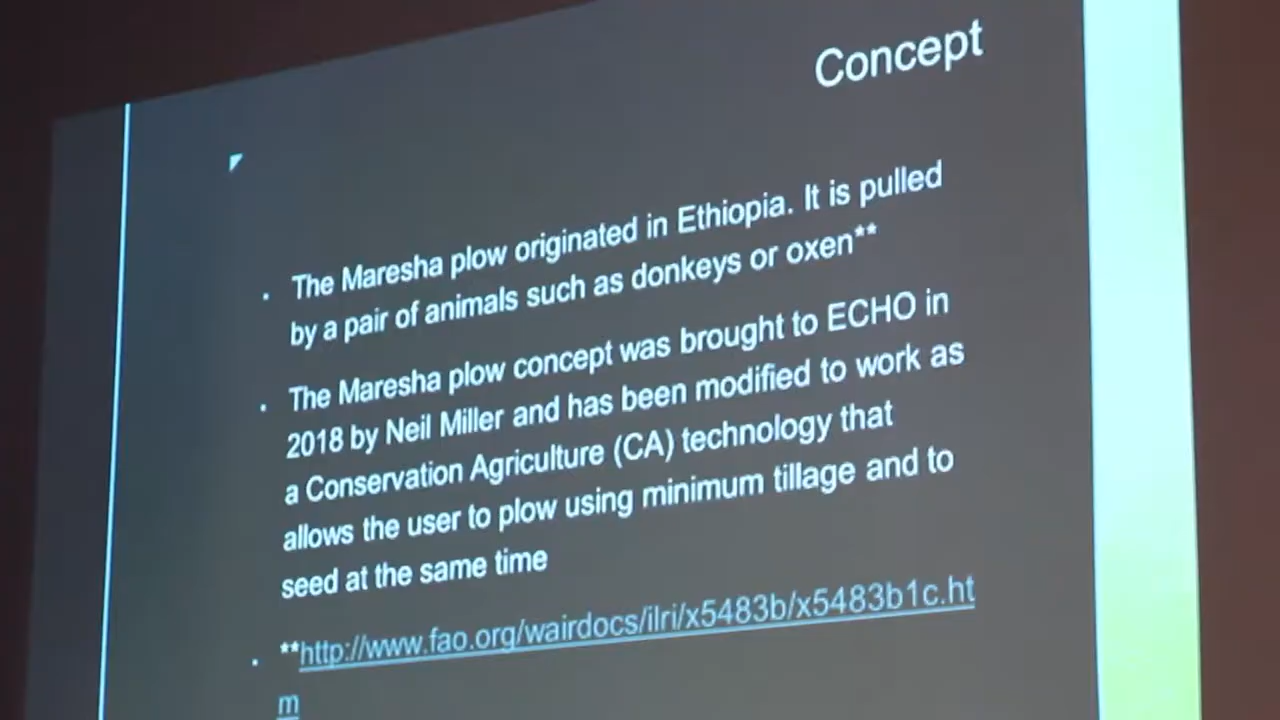 Concept
. The Maresha plow originated in Ethiopia. It is pulled
by a pair of animals such as donkeys or oxen**
. The Maresha plow concept was brought to ECHO in
2018 by Neil Miller and has been modified to work as
a Conservation Agriculture (CA) technology that
allows the user to plow using minimum tillage and to
seed at the same time
. **http://www.fao.org/wairdocs/ilri/x5483b/x5483b1c.ht
m